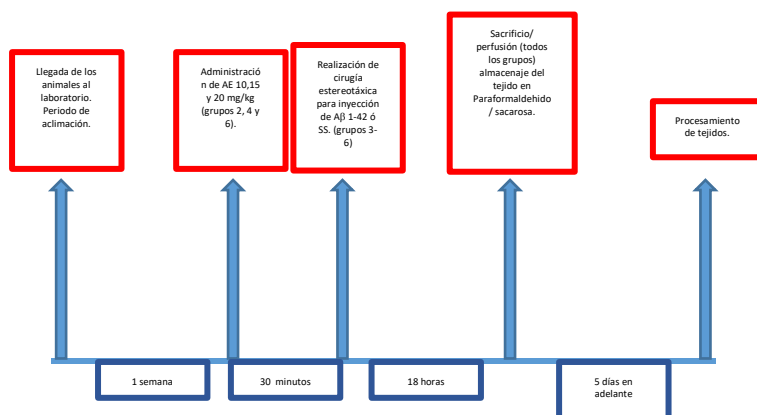 Llegada de los
animales al
laboratorio.
Periodo de
aclimación.
Administració
n de AE 10,15
y 20 mg/kg
(grupos 2, 4 y
6).
Realización de
cirugía
estereotáxica
para inyección
de Aβ 1-42 ó
SS. (grupos 3-
6)
Sacrificio/
perfusión (todos
los grupos)
almacenaje del
tejido en
Paraformaldehido
/ sacarosa.
Procesamiento
de tejidos.
1 semana
30 minutos
18 horas
5 días en
adelante